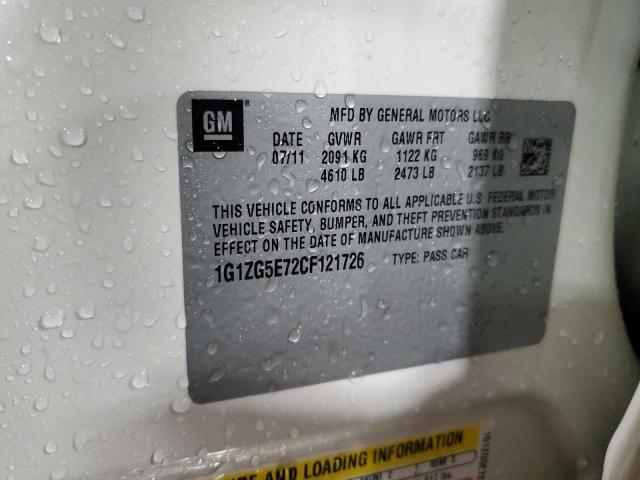 GM ®
MFD BY GENERAL MOTORS LLC
DATE GVWR GAWR FRT GAWR RR
07/11 2091 KG 1122 KG 969 KG
4610 LB 2473 LB 2137 LB
THIS VEHICLE CONFORMS TO ALL APPLICABLE U.S. FEDERAL MOTOR
VEHICLE SAFETY, BUMPER, AND THEFT PREVENTION STANDARDS IN
EFFECT ON THE DATE OF MANUFACTURE SHOWN ABOVE.
1G1ZG5E72CF121726 TYPE: PASS CAR
AND LOADING INFORMATION